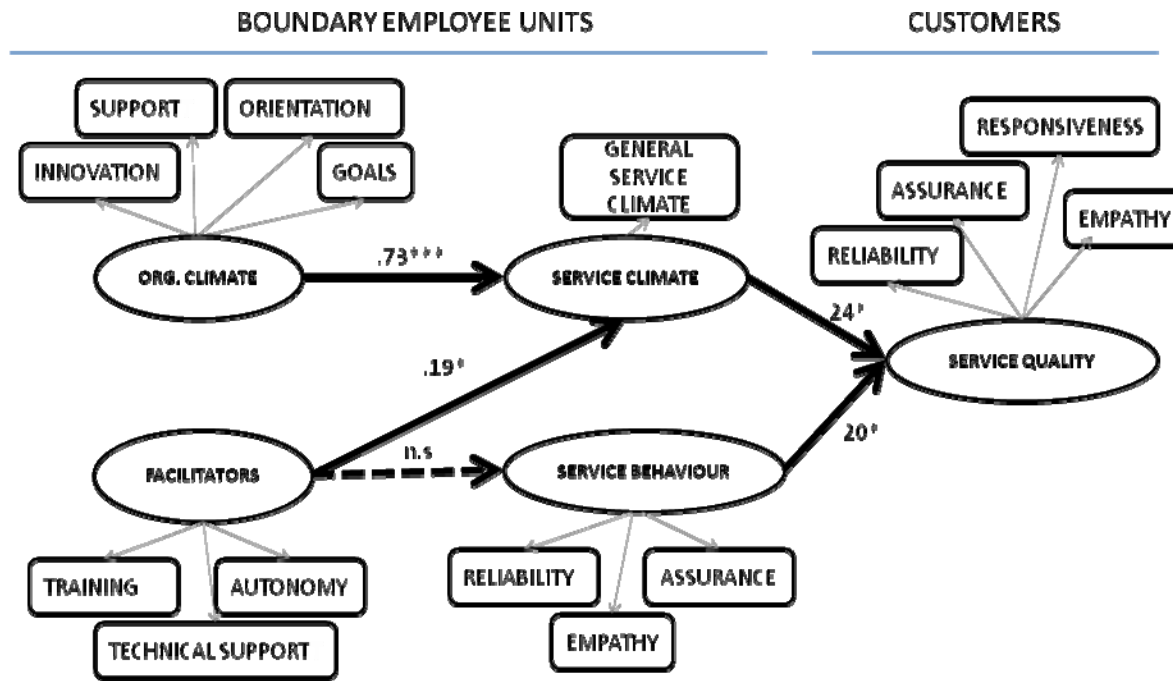 BOUNDARY EMPLOYEE UNITS
CUSTOMERS
SUPPORT
ORIENTATION
INNOVATION
GOALS
GENERAL
SERVICE
CLIMATE
RESPONSIVENESS
ASSURANCE
EMPATHY
RELIABILITY
ORG. CLIMATE
.73***
SERVICE CLIMATE
24*
SERVICE QUALITY
.19*
20*
FACILITATORS
n.s
SERVICE BEHAVIOUR
TRAINING
AUTONOMY
TECHNICAL SUPPORT
RELIABILITY
ASSURANCE
EMPATHY